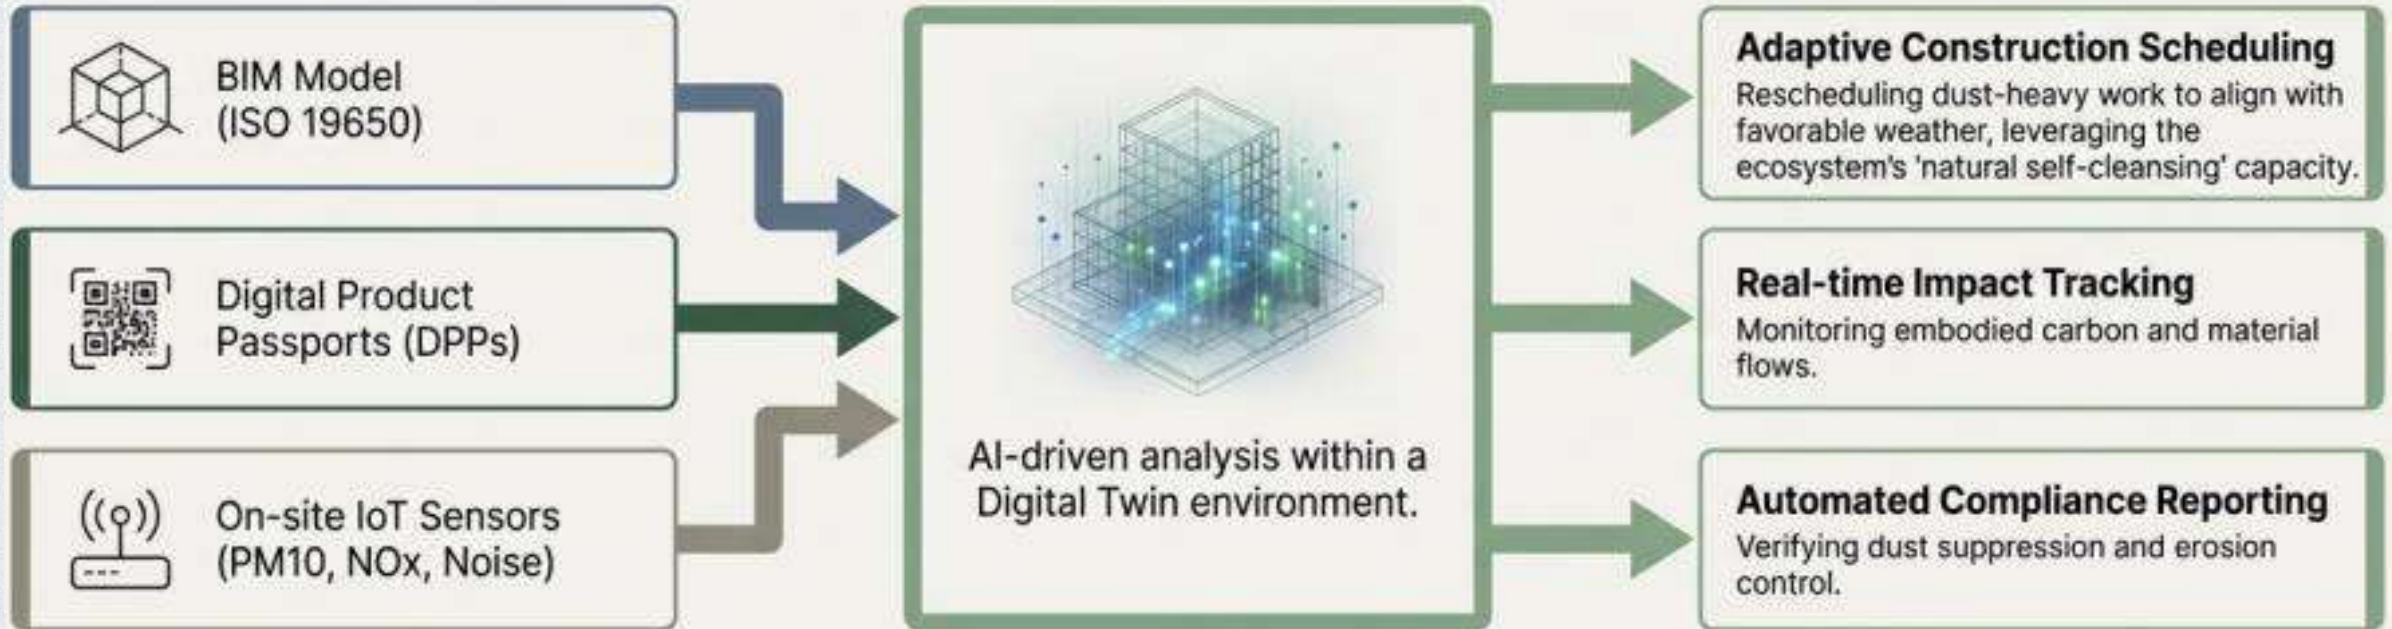 BIM Model
(ISO 19650)
Digital Product
Passports (DPPs)
On-site IoT Sensors
(PM10, NOx, Noise)
AI-driven analysis within a
Digital Twin environment.
Adaptive Construction Scheduling
Rescheduling dust-heavy work to align with
favorable weather, leveraging the
ecosystem's 'natural self-cleansing' capacity.
Real-time Impact Tracking
Monitoring embodied carbon and material
flows.
Automated Compliance Reporting
Verifying dust suppression and erosion
control.